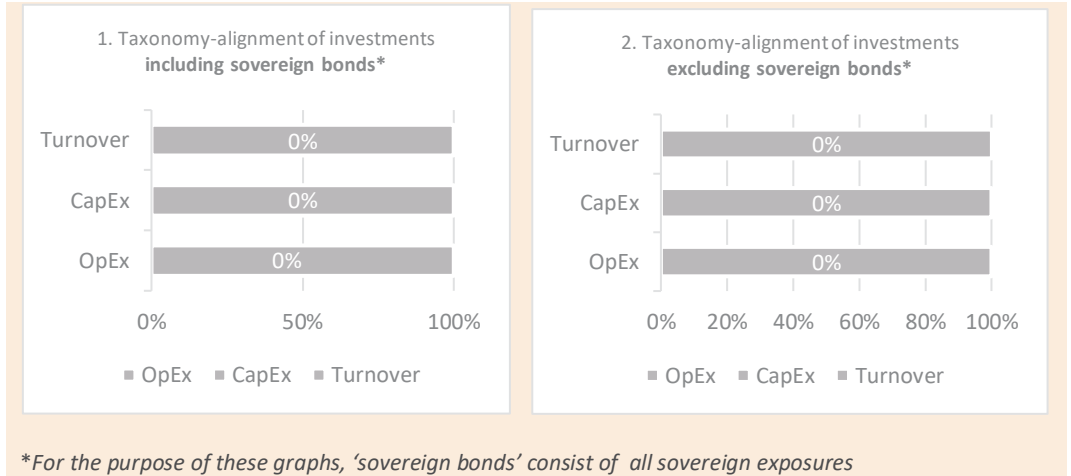 1. Taxonomy-alignment of investments
including sovereign bonds*
Turnover
0%
CapEx
0%
OpEx
0%
0% 50% 100%
OpEx CapEx Turnover
2. Taxonomy-alignment of investments
excluding sovereign bonds*
Turnover
0%
CapEx
0%
OpEx
0%
0% 20% 40% 60% 80% 100%
OpEx CapEx Turnover
*For the purpose of these graphs, ‘sovereign bonds’ consist of all sovereign exposures